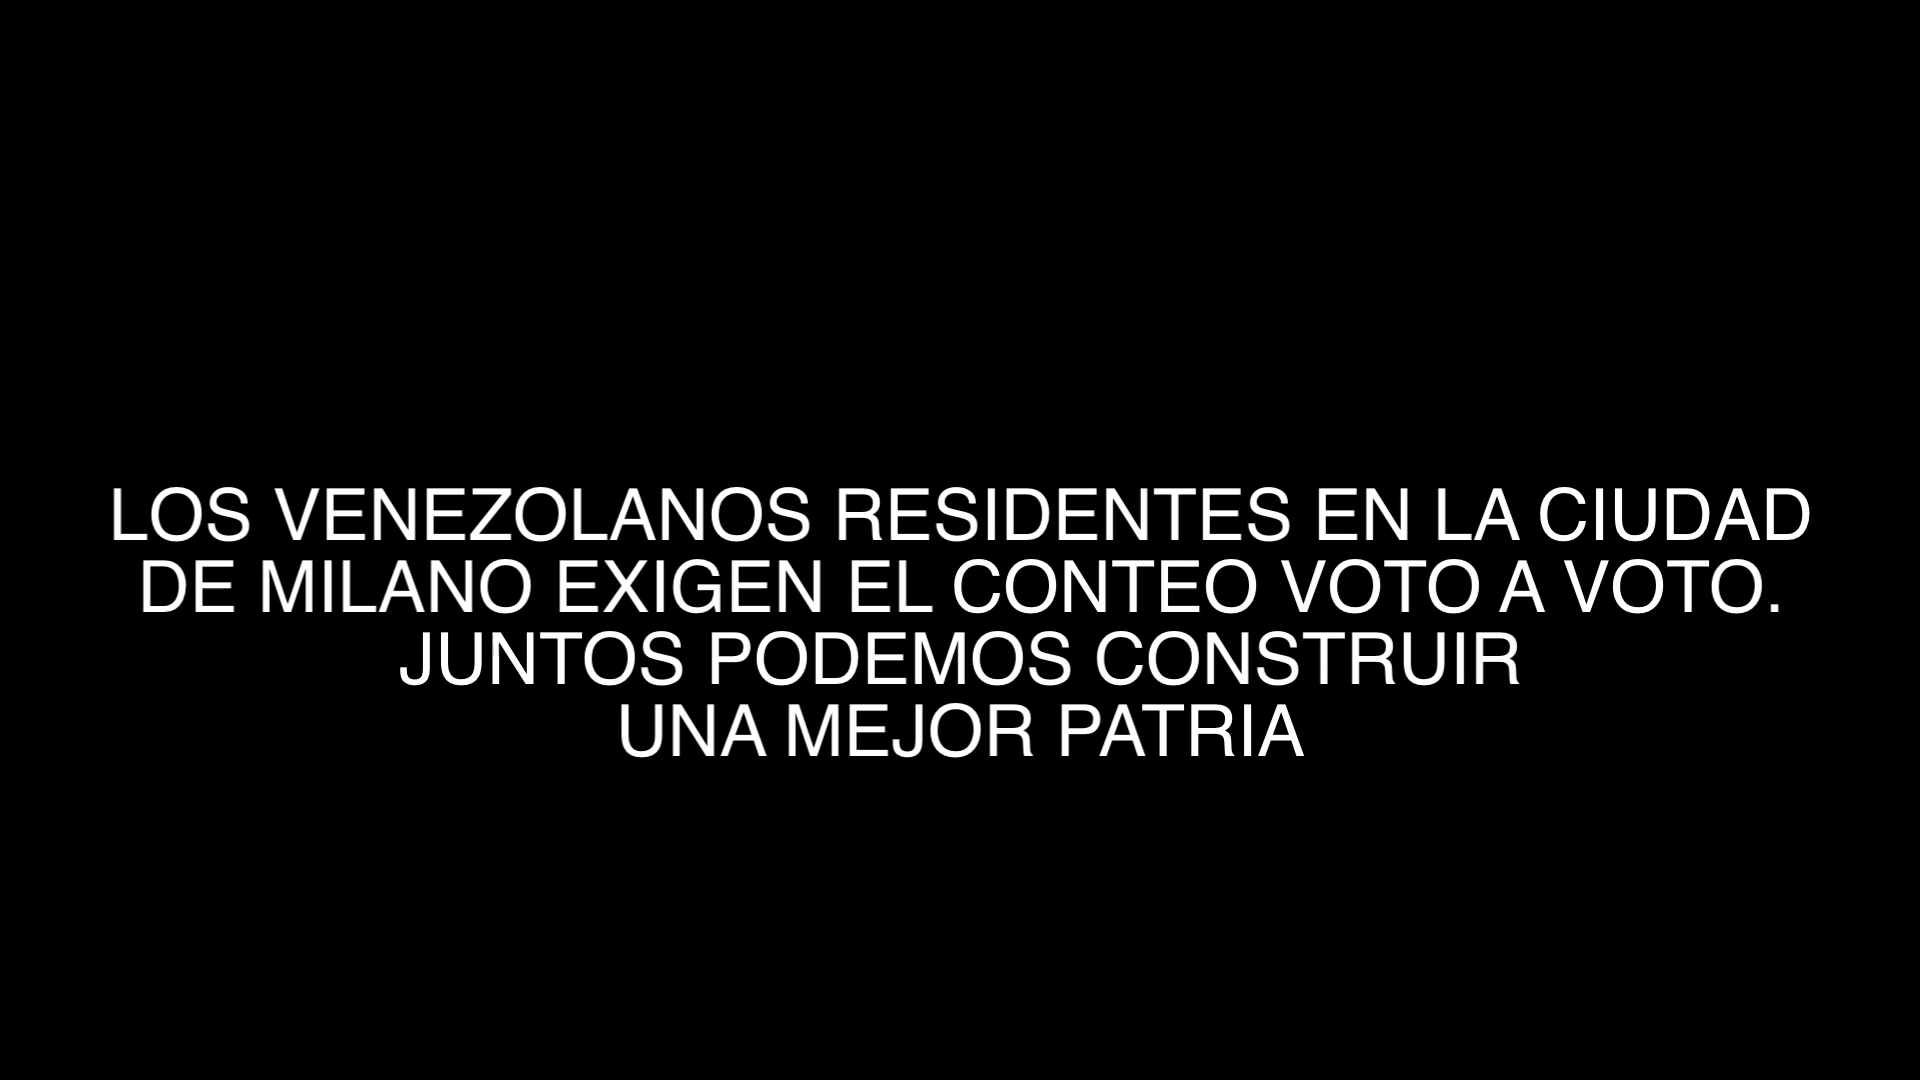 LOS VENEZOLANOS RESIDENTES EN LA CIUDAD
DE MILANO EXIGEN EL CONTEO VOTO A VOTO.
JUNTOS PODEMOS CONSTRUIR
UNA MEJOR PATRIA